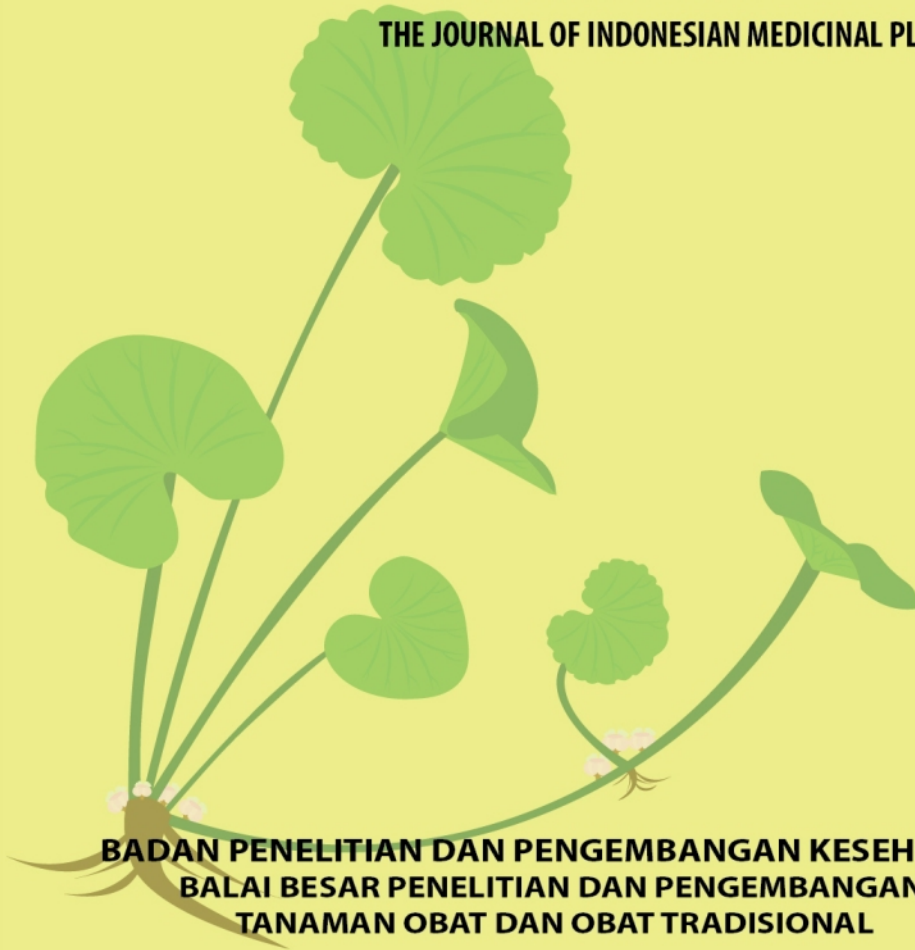 THE JOURNAL OF INDONESIAN MEDICINAL PL
BADAN PENELITIAN DAN PENGEMBANGAN KESEH
BALAI BESAR PENELITIAN DAN PENGEMBANGAN
TANAMAN OBAT DAN OBAT TRADISIONAL